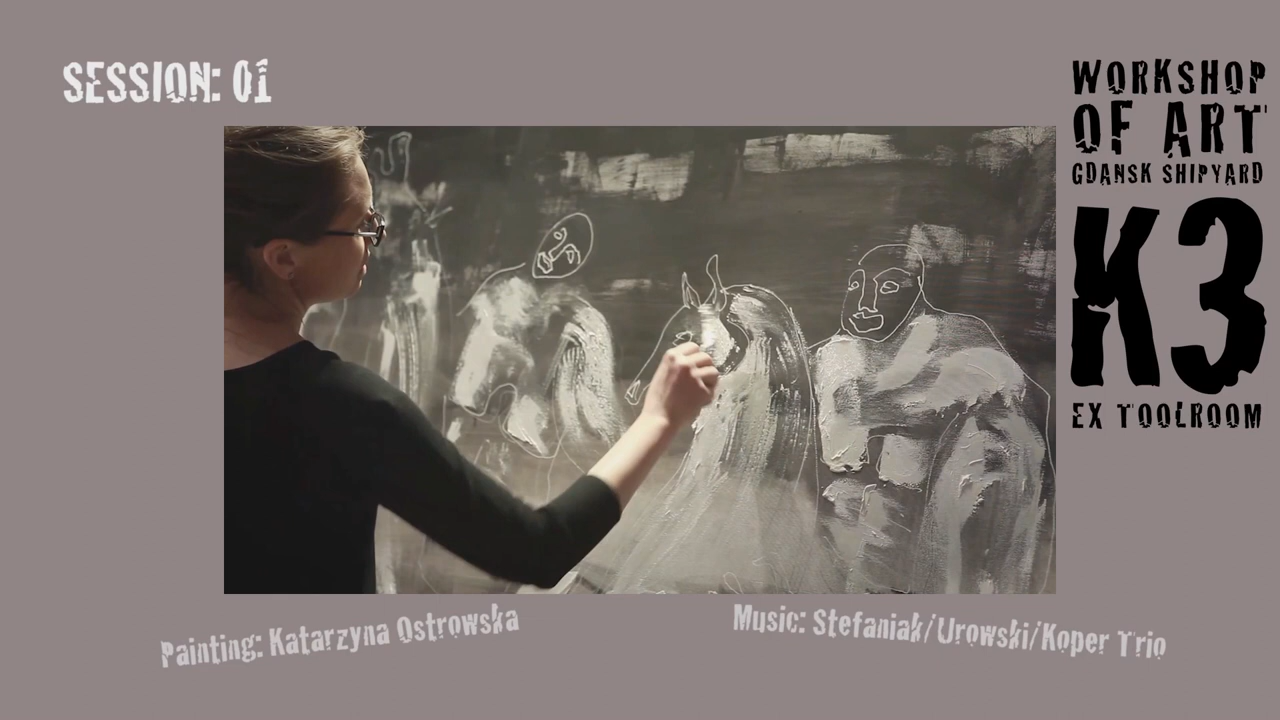 SESSION: 01
WORKSHOP
OF ART
GDANSK SHIPYARD
K3
EX TOOLROOM
Painting: Katarzyna Ostrowska
Music: Stefaniak/Urowski/Koper Trio